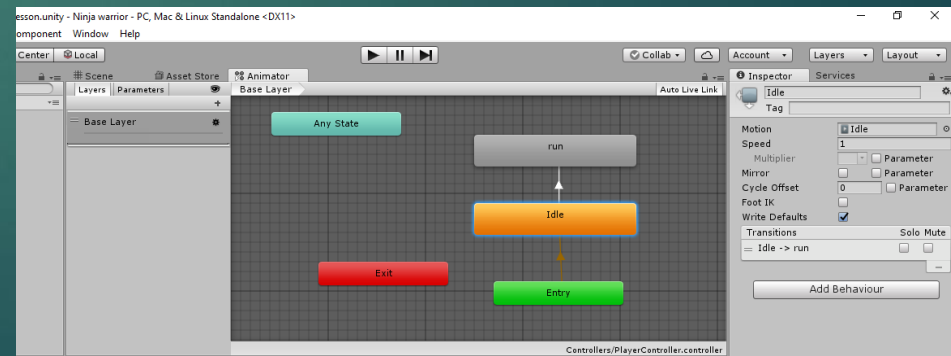 esson.unity - Ninja warrior - PC, Mac & Linux Standalone <DX11>
omponent Window Help
Center Local Collab Account Layers Layout
Scene Asset Store Animator Inspector Services
Layers Parameters Base Layer Auto Live Link Idle
Tag
Base Layer
Any State
Motion Idle
run
Speed 1
Multiplier Parameter
Mirror Parameter
Cycle Offset 0 Parameter
Foot IK
Idle
Write Defaults
Transitions Solo Mute
Idle -> run
Exit
Entry
Add Behaviour
Controllers/PlayerController.controller